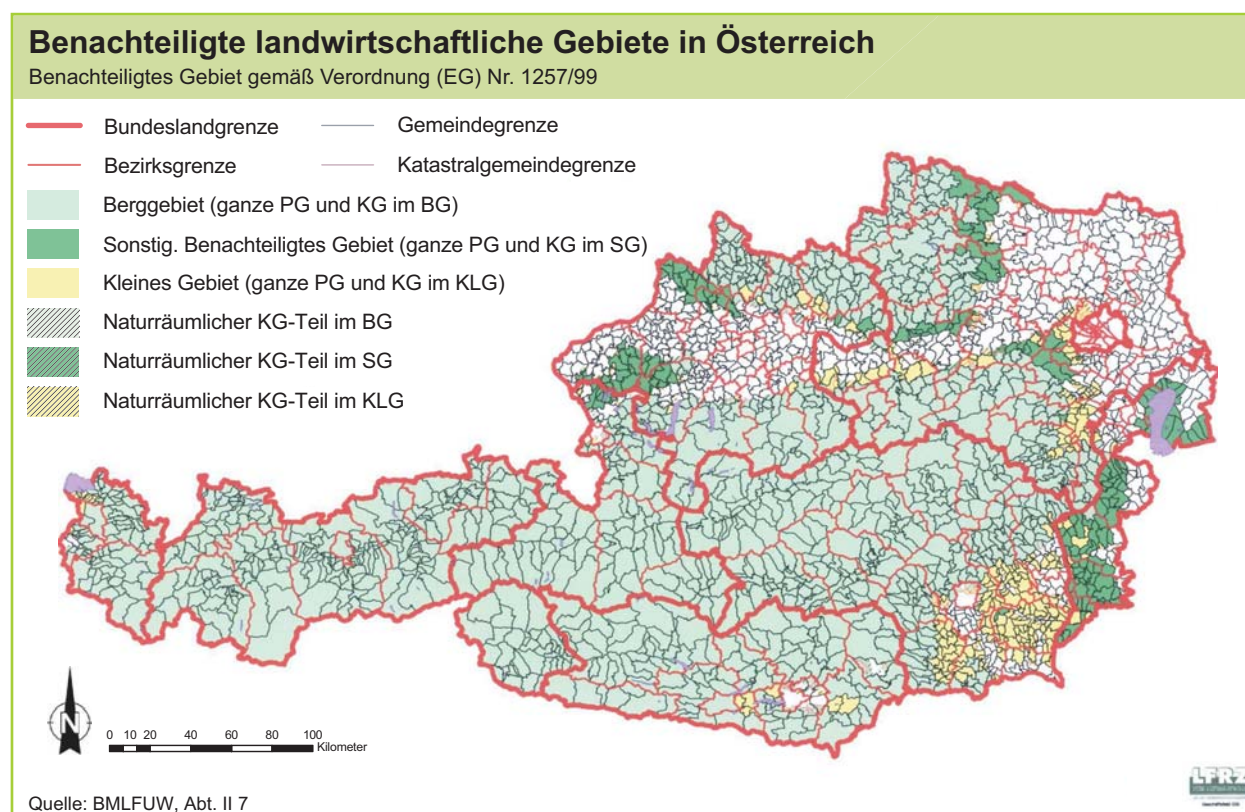 Benachteiligte landwirtschaftliche Gebiete in Österreich
Benachteiligtes Gebiet gemäß Verordnung (EG) Nr. 1257/99
Bundeslandgrenze
Gemeindegrenze
Bezirksgrenze
Katastralgemeindegrenze
Berggebiet (ganze PG und KG im BG)
Sonstig. Benachteiligtes Gebiet (ganze PG und KG im SG)
Kleines Gebiet (ganze PG und KG im KLG)
Naturräumlicher KG-Teil im BG
Naturräumlicher KG-Teil im SG
Naturräumlicher KG-Teil im KLG
N
0 10 20 40 60 80 100
Kilometer
LFRZ
Quelle: BMLFUW, Abt. II 7